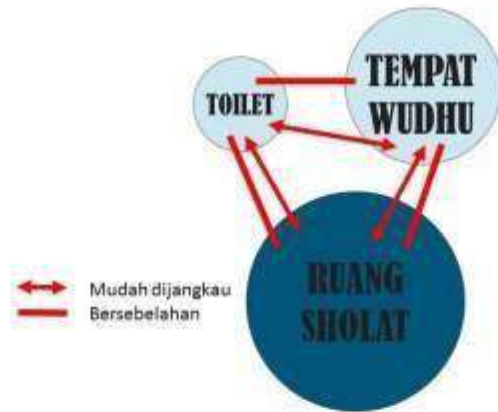 TOILET
TEMPAT
WUDHU
RUANG
SHOLAT
Mudah dijangkau
Bersebelahan